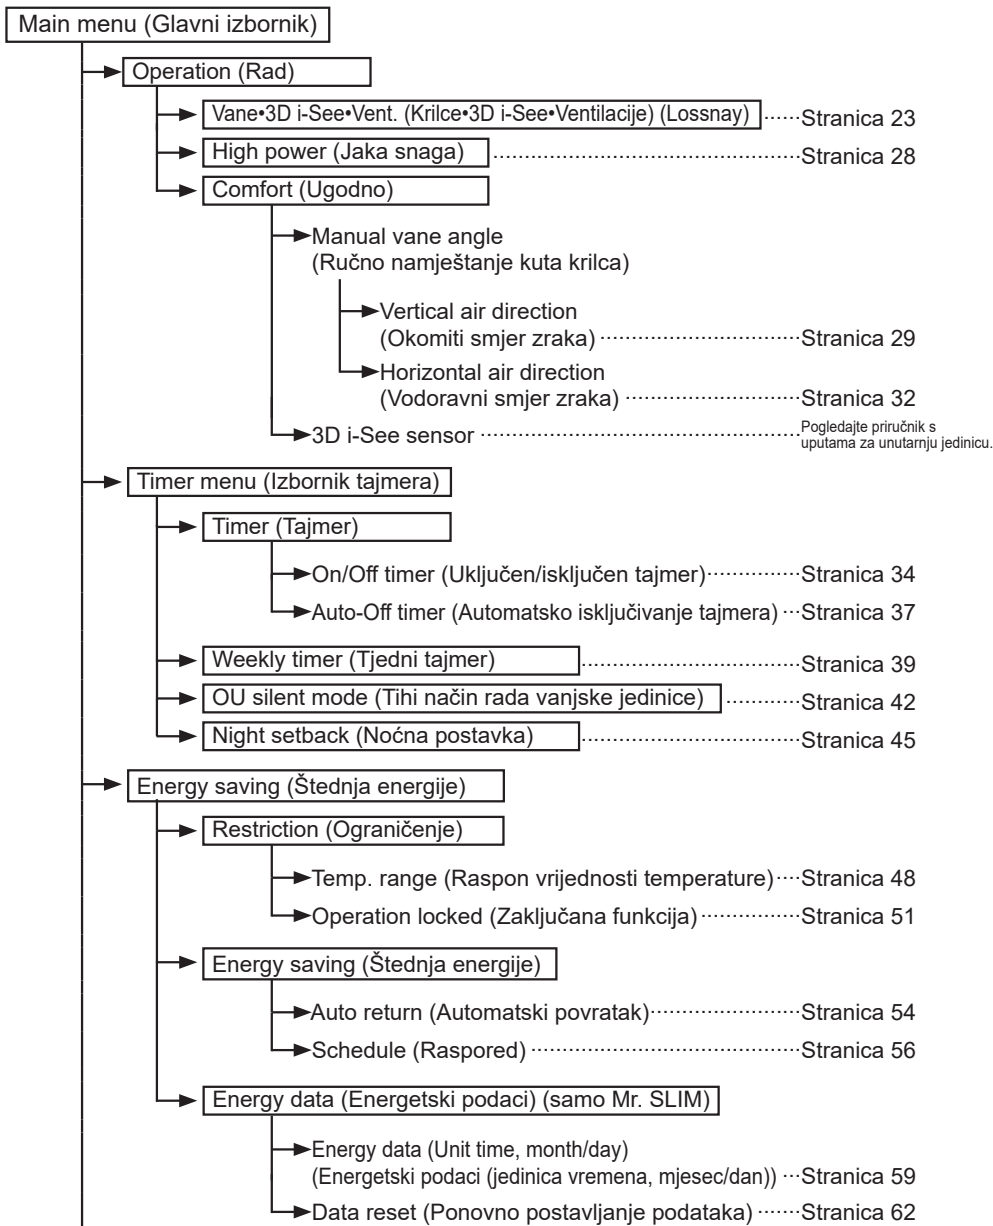 Main menu (Glavni izbornik)
Operation (Rad)
Vane•3D i-See•Vent. (Krilce•3D i-See•Ventilacije) (Lossnay) ······Stranica 23
High power (Jaka snaga) ······Stranica 28
Comfort (Ugodno)
Manual vane angle
(Ručno namještanje kuta krilca)
Vertical air direction
(Okomiti smjer zraka) ······Stranica 29
Horizontal air direction
(Vodoravni smjer zraka) ······Stranica 32
3D i-See sensor ······Pogledajte priručnik s
uputama za unutarnju jedinicu.
Timer menu (Izbornik tajmera)
Timer (Tajmer)
On/Off timer (Uključen/isključen tajmer)······Stranica 34
Auto-Off timer (Automatsko isključivanje tajmera) ···Stranica 37
Weekly timer (Tjedni tajmer) ······Stranica 39
OU silent mode (Tihi način rada vanjske jedinice) ······Stranica 42
Night setback (Noćna postavka) ······Stranica 45
Energy saving (Štednja energije)
Restriction (Ograničenje)
Temp. range (Raspon vrijednosti temperature)····Stranica 48
Operation locked (Zaključana funkcija)······Stranica 51
Energy saving (Štednja energije)
Auto return (Automatski povratak)······Stranica 54
Schedule (Raspored) ······Stranica 56
Energy data (Energetski podaci) (samo Mr. SLIM)
Energy data (Unit time, month/day)
(Energetski podaci (jedinica vremena, mjesec/dan)) ···Stranica 59
Data reset (Ponovno postavljanje podataka) ·······Stranica 62